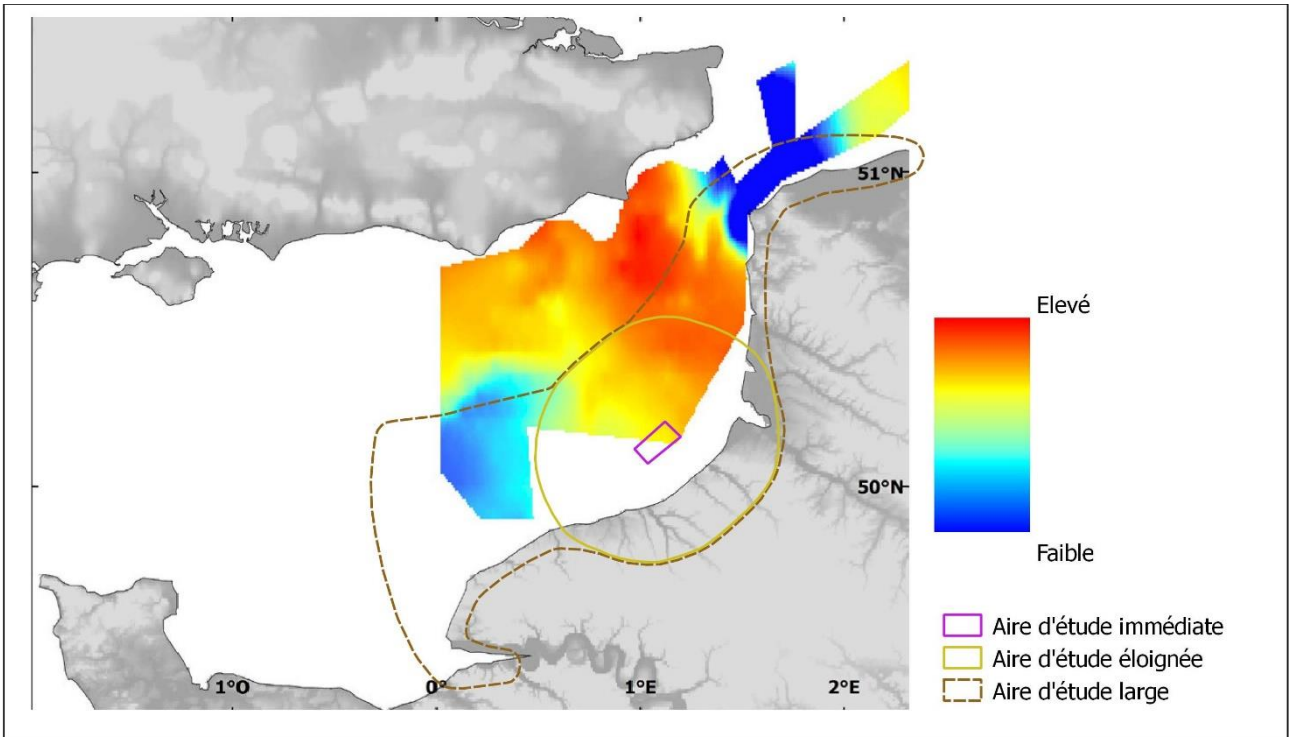 51°N
50°N
1°O
0°
1°E
2°E
Elevé
Faible
Aire d'étude immédiate
Aire d'étude éloignée
Aire d'étude large